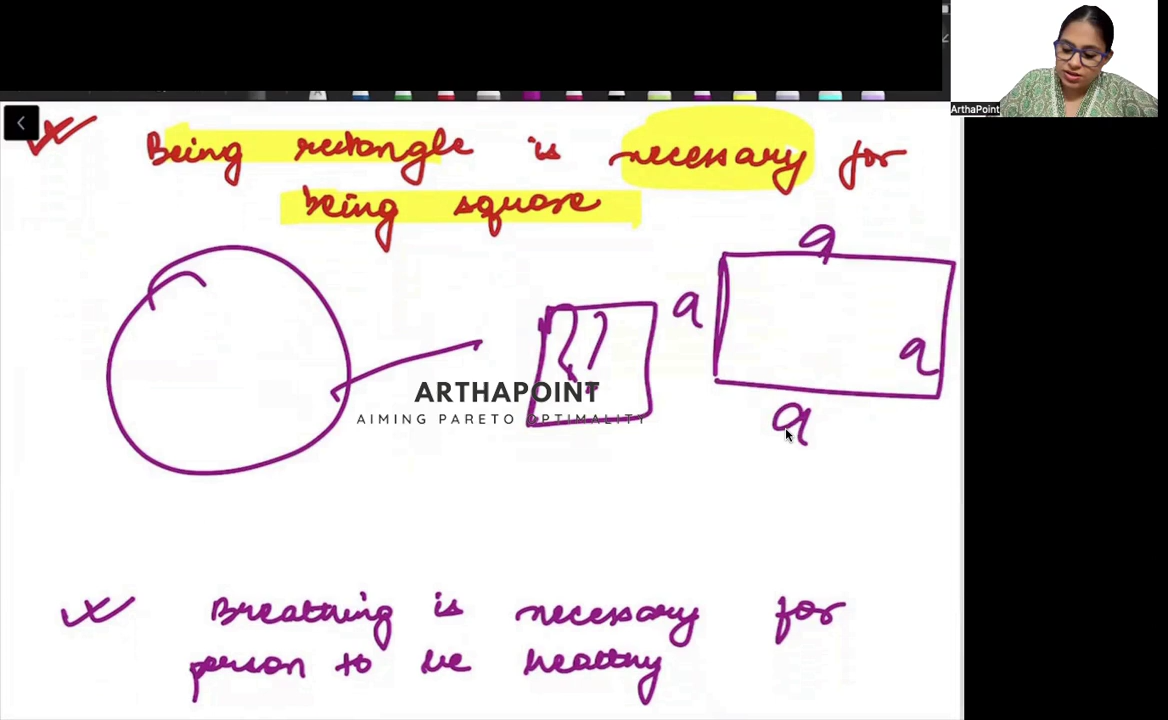 ArthaPoint
Being rectangle is necessary for
being square
a
a
a
??
ARTHAPOINT
AIMING PARETO OPTIMALITY
a
Breathing is necessary for
person to be healthy